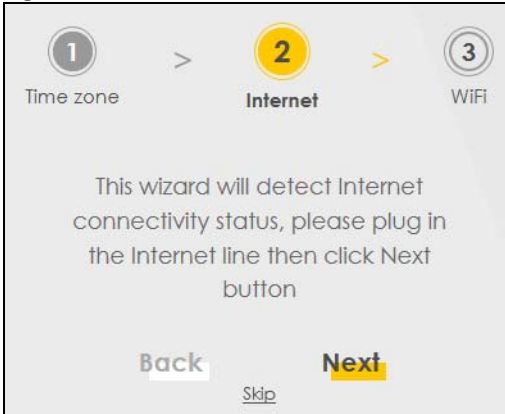 1 > 2 > 3
Time zone Internet WiFi
This wizard will detect Internet
connectivity status, please plug in
the Internet line then click Next
button
Back Next
Skip